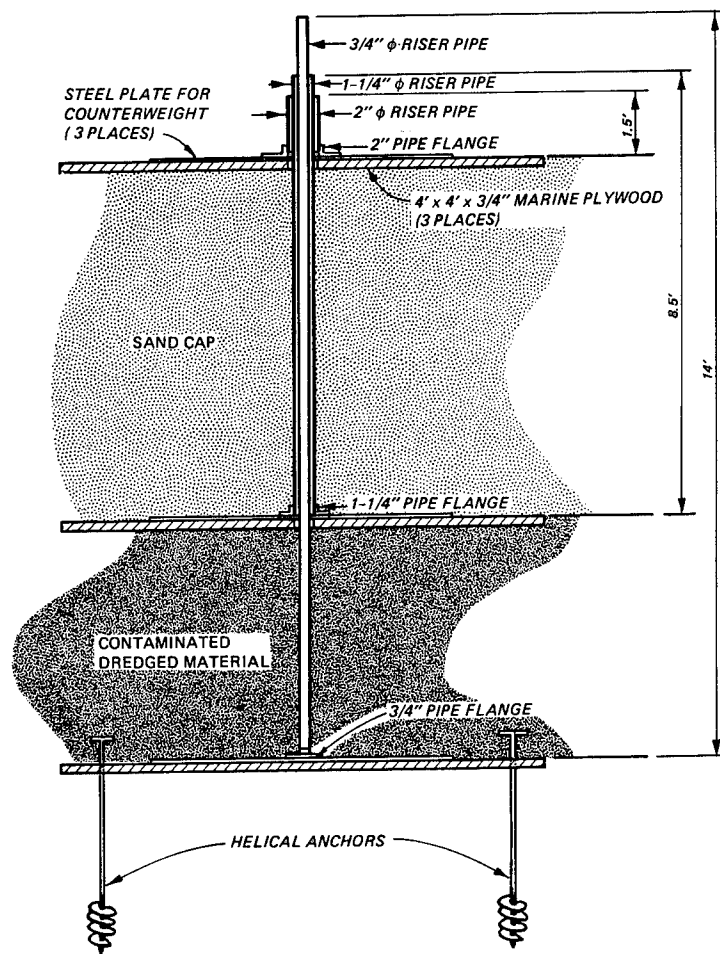 3/4" φ RISER PIPE
1-1/4" φ RISER PIPE
STEEL PLATE FOR
COUNTERWEIGHT
(3 PLACES)
2" φ RISER PIPE
1.5'
2" PIPE FLANGE
4' x 4' x 3/4" MARINE PLYWOOD
(3 PLACES)
8.5'
SAND CAP
14'
1-1/4" PIPE FLANGE
CONTAMINATED
DREDGED MATERIAL
3/4" PIPE FLANGE
HELICAL ANCHORS